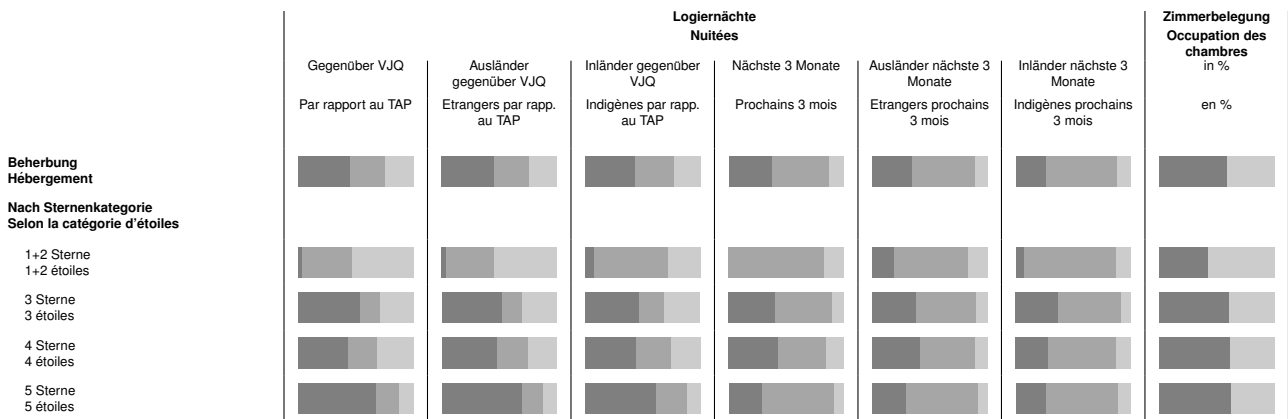 Logiernächte
Nuitées
Zimmerbelegung
Occupation des
chambres
Gegenüber VJQ
Ausländer
gegenüber VJQ
Inländer gegenüber
VJQ
Nächste 3 Monate
Ausländer nächste 3
Monate
Inländer nächste 3
Monate
in %
Par rapport au TAP
Etrangers par rapp.
au TAP
Indigènes par rapp.
au TAP
Prochains 3 mois
Etrangers prochains
3 mois
Indigènes prochains
3 mois
en %
Beherbung
Hébergement
Nach Sternenkategorie
Selon la catégorie d'étoiles
1+2 Sterne
1+2 étoiles
3 Sterne
3 étoiles
4 Sterne
4 étoiles
5 Sterne
5 étoiles